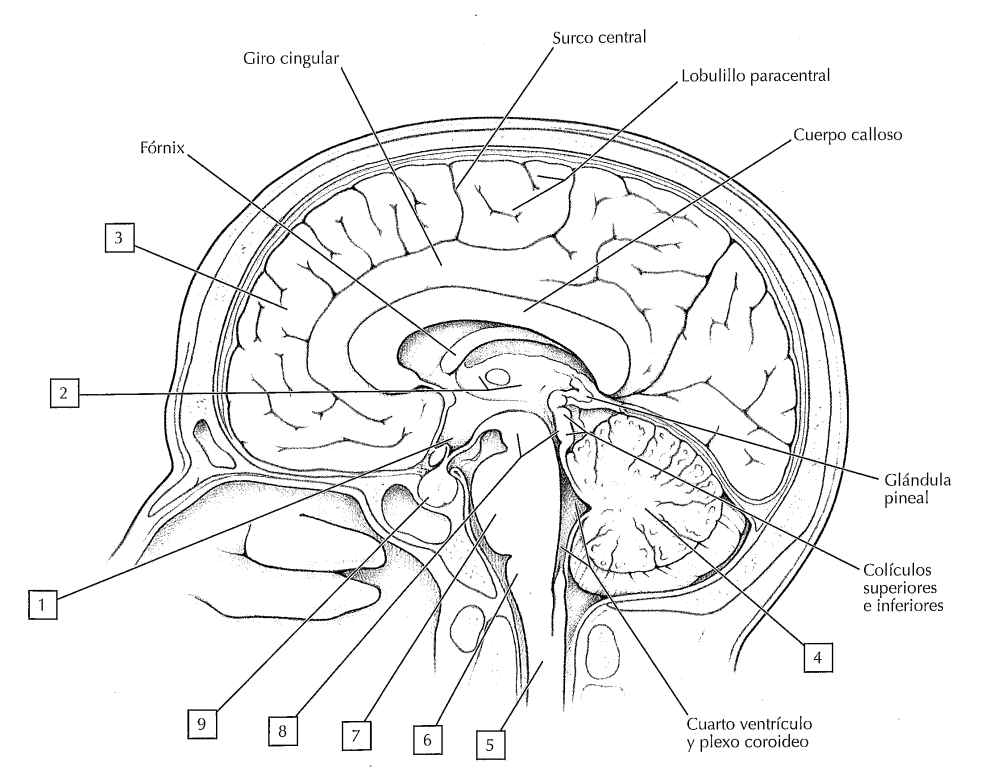 Surco central
Giro cingular
Lobulillo paracentral
Cuerpo calloso
Fórnix
3
2
Glándula
pineal
Colículos
superiores
e inferiores
1
4
9
8
7
6
5
Cuarto ventrículo
y plexo coroideo